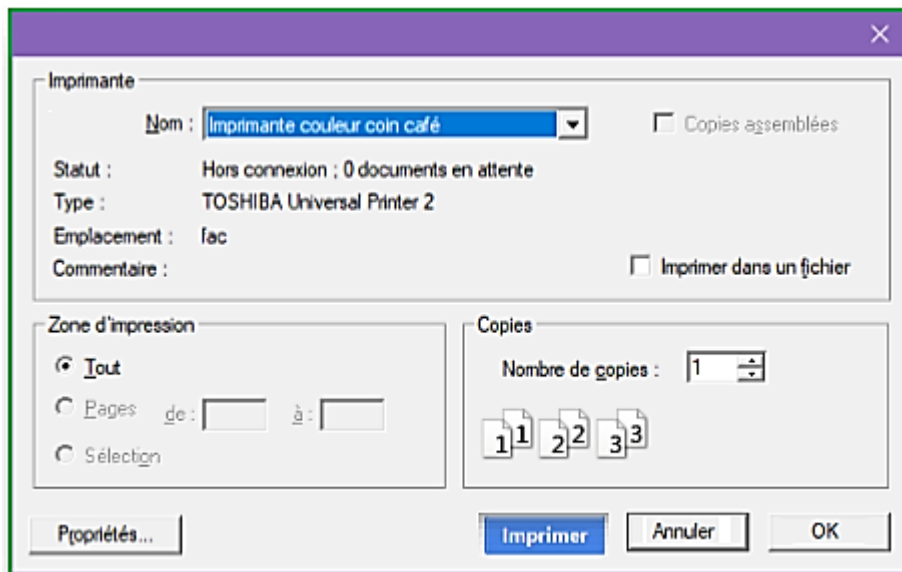 Imprimante
Nom : Imprimante couleur coin café
Copies assemblées
Statut : Hors connexion ; 0 documents en attente
Type : TOSHIBA Universal Printer 2
Emplacement : fac
Commentaire :
Imprimer dans un fichier
Zone d'impression
Tout
Pages de : à :
Sélection
Copies
Nombre de copies : 1
1 1 2 2 3 3
Propriétés...
Imprimer
Annuler
OK